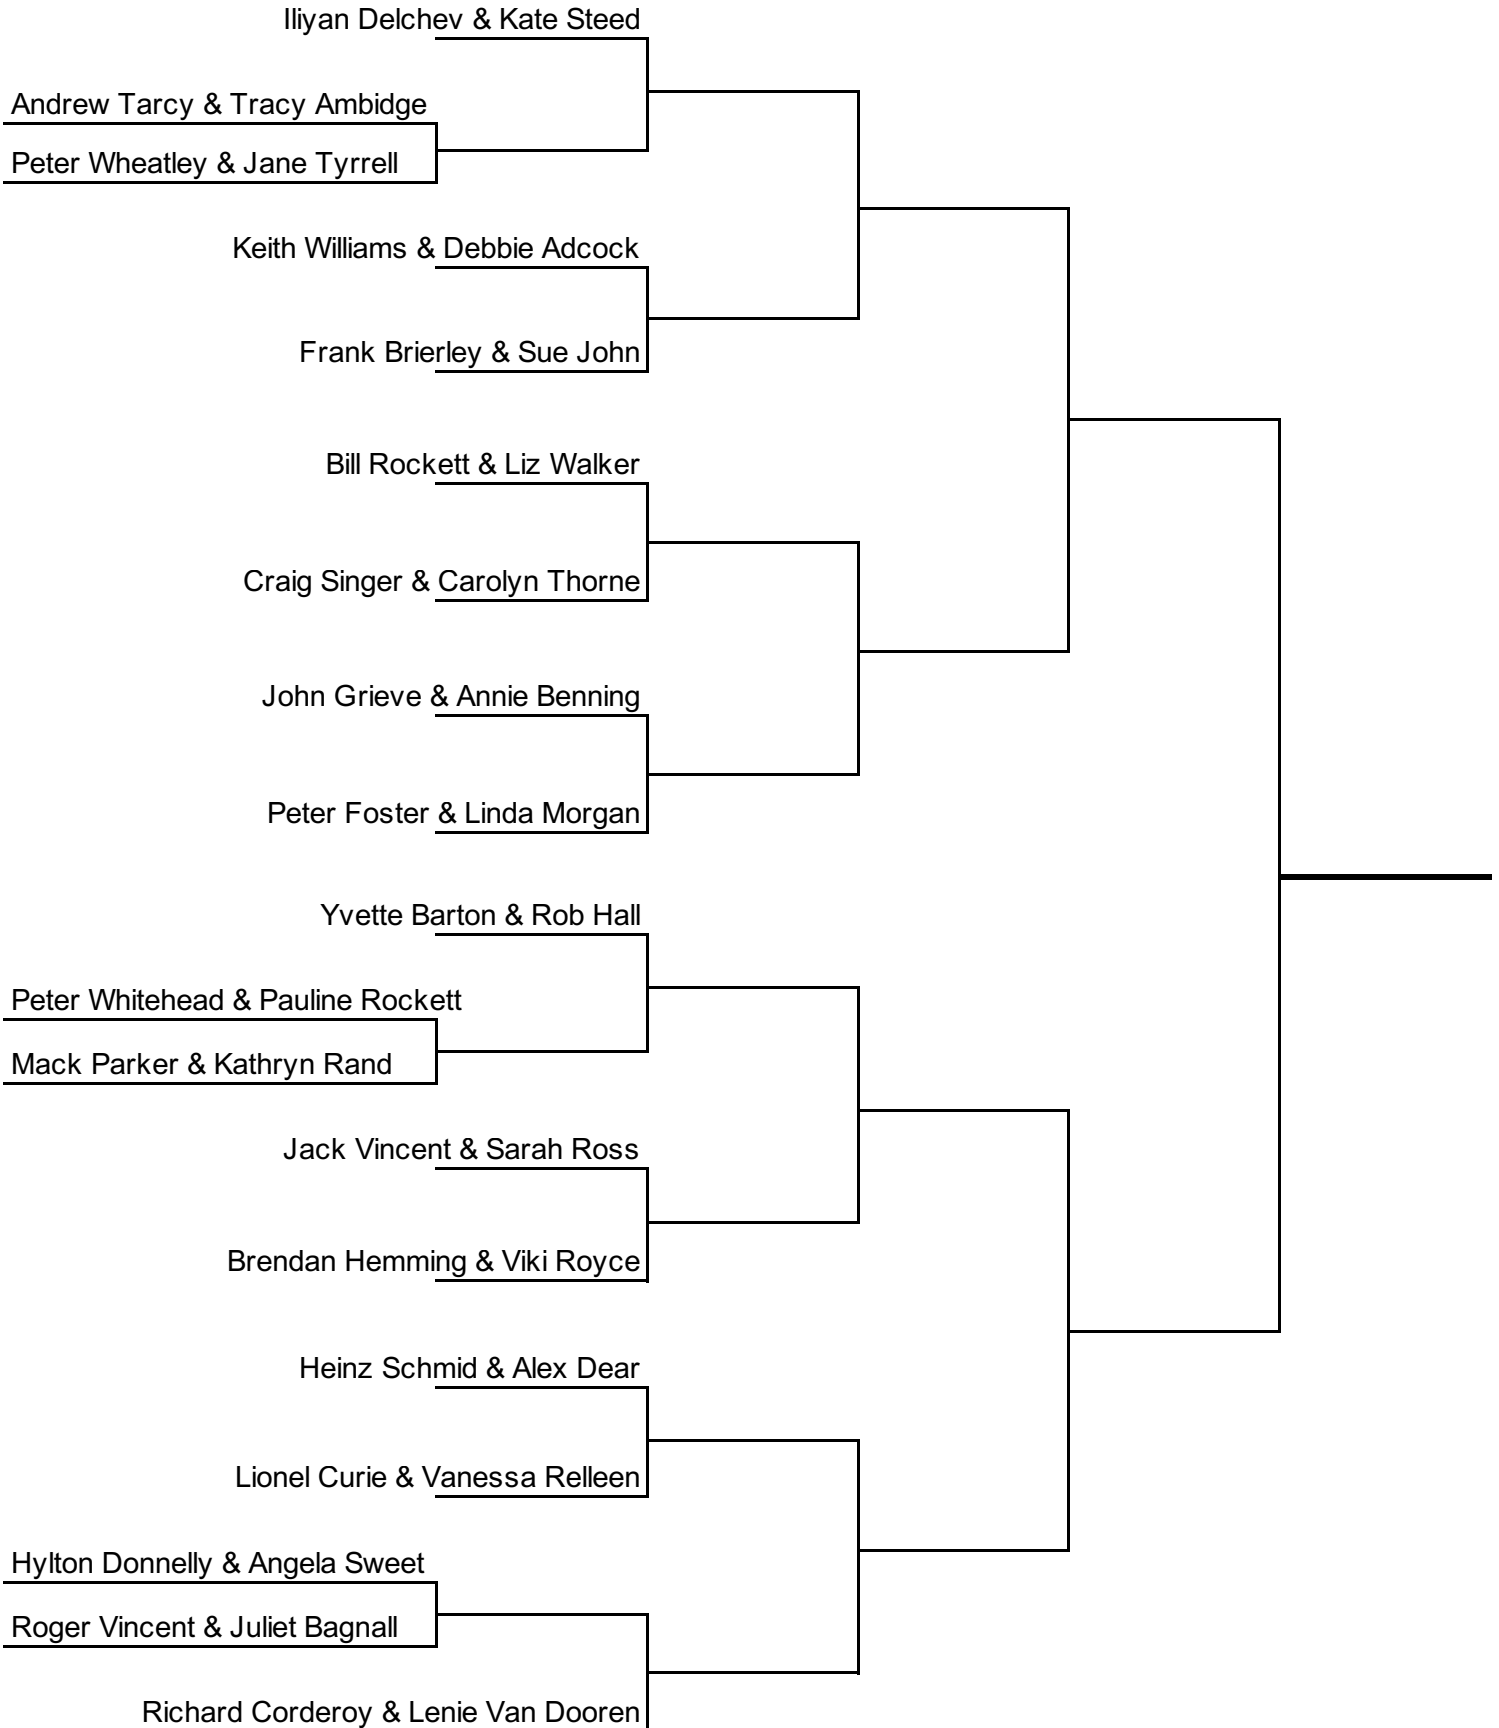 Iliyan Delchev & Kate Steed
Andrew Tarcy & Tracy Ambidge
Peter Wheatley & Jane Tyrrell
Keith Williams & Debbie Adcock
Frank Brierley & Sue John
Bill Rockett & Liz Walker
Craig Singer & Carolyn Thorne
John Grieve & Annie Benning
Peter Foster & Linda Morgan
Yvette Barton & Rob Hall
Peter Whitehead & Pauline Rockett
Mack Parker & Kathryn Rand
Jack Vincent & Sarah Ross
Brendan Hemming & Viki Royce
Heinz Schmid & Alex Dear
Lionel Curie & Vanessa Relleen
Hylton Donnelly & Angela Sweet
Roger Vincent & Juliet Bagnall
Richard Corderoy & Lenie Van Dooren